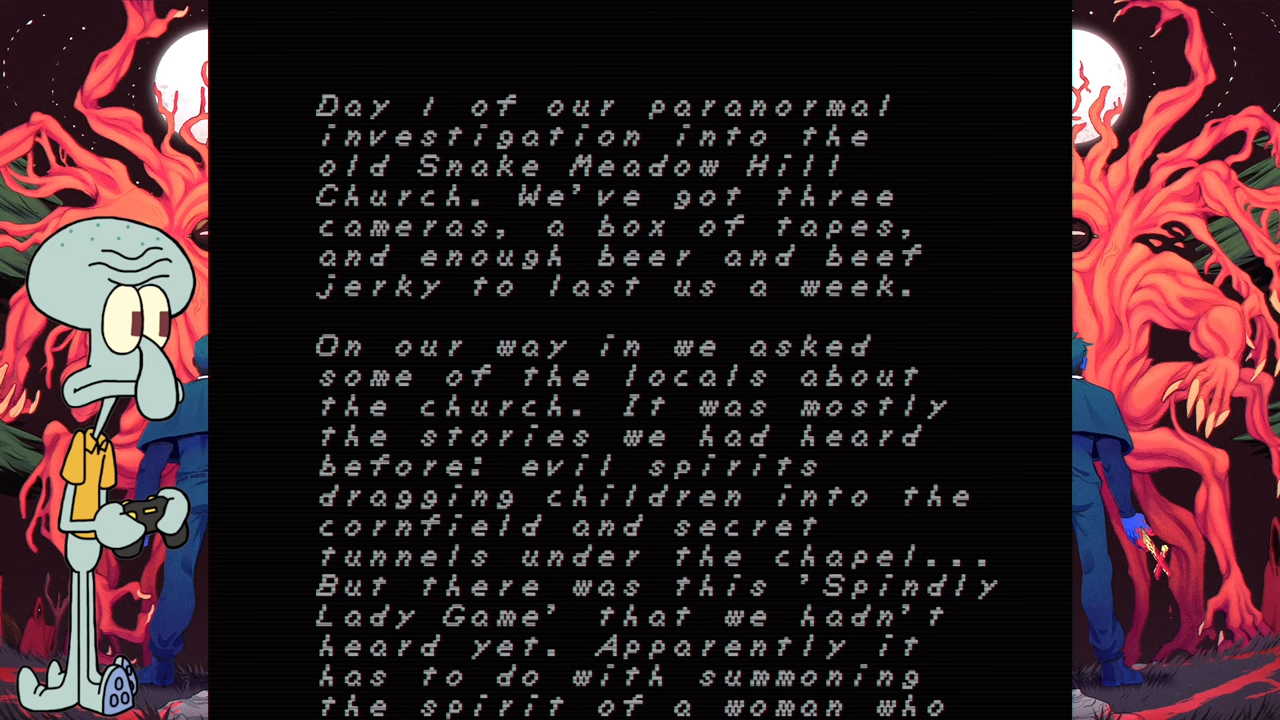 Day 1 of our paranormal
investigation into the
old Snake Meadow Hill
Church. We've got three
cameras, a box of tapes,
and enough beer and beef
jerky to last us a week.
On our way in we asked
some of the locals about
the church. It was mostly
the stories we had heard
before: evil spirits
dragging children into the
cornfield and secret
tunnels under the chapel...
But there was this 'Spindly
Lady Game' that we hadn't
heard yet. Apparently it
has to do with summoning
the spirit of a woman who